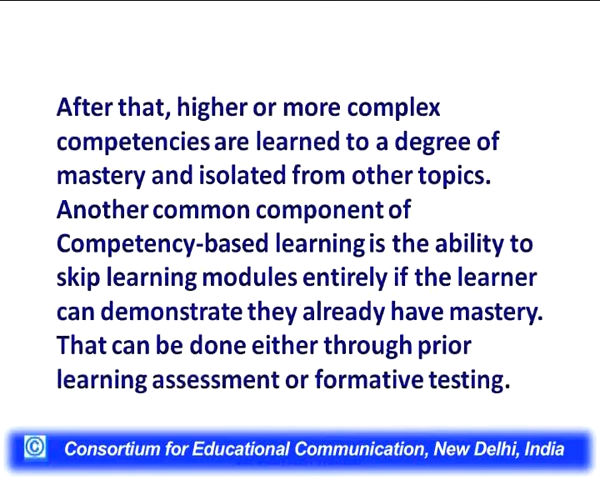 After that, higher or more complex
competencies are learned to a degree of
mastery and isolated from other topics.
Another common component of
Competency-based learning is the ability to
skip learning modules entirely if the learner
can demonstrate they already have mastery.
That can be done either through prior
learning assessment or formative testing.
© Consortium for Educational Communication, New Delhi, India